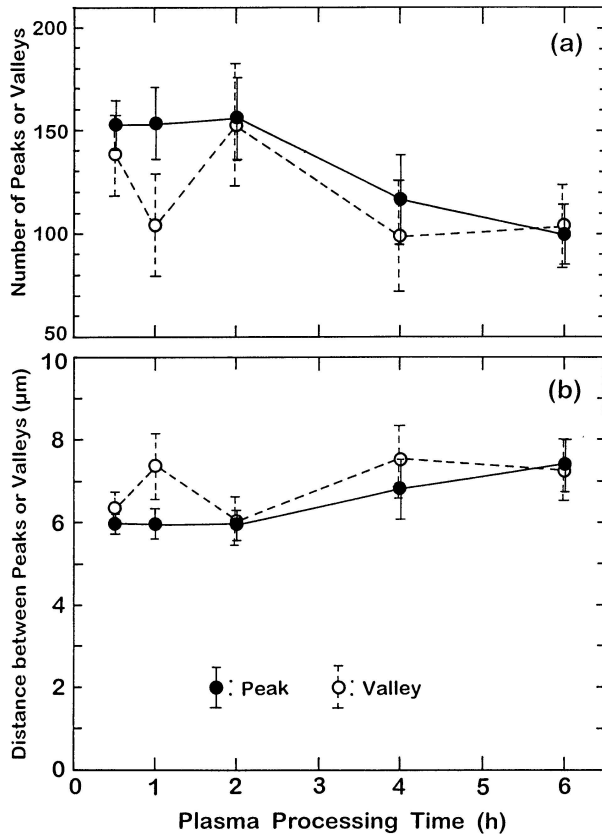 (a)
Number of Peaks or Valleys
200
150
100
50
(b)
Distance between Peaks or Valleys (μm)
10
8
6
4
2
0
: Peak
: Valley
0 1 2 3 4 5 6
Plasma Processing Time (h)